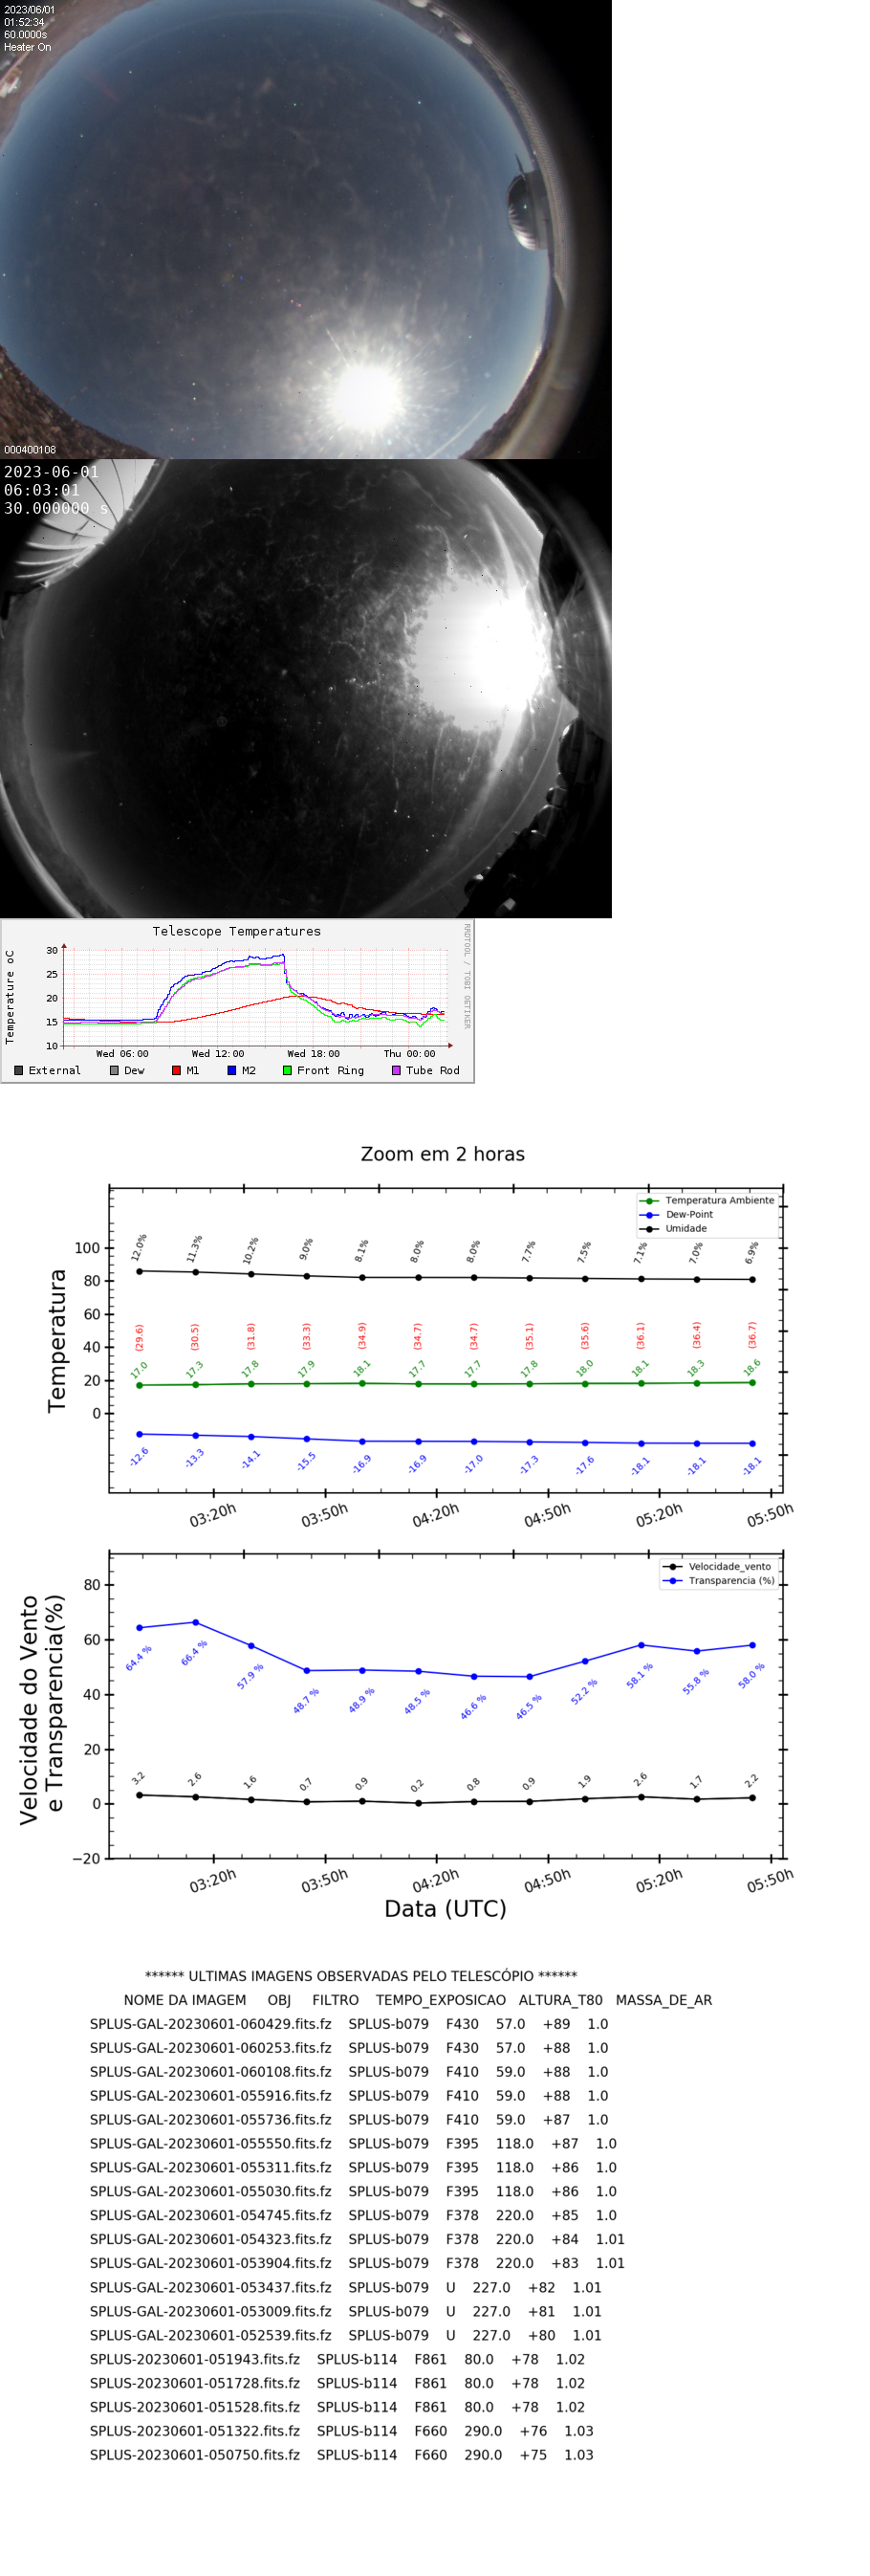 2023/06/01
01:52:34
60.0000s
Heater On
000400108
2023-06-01
06:03:01
30.000000 s
Telescope Temperatures
RRDTOOL / TOBI OETIKER
Temperature oC
30
25
20
15
10
Wed 06:00 Wed 12:00 Wed 18:00 Thu 00:00
External Dew M1 M2 Front Ring Tube Rod
Zoom em 2 horas
Temperatura Ambiente
Dew-Point
Umidade
Temperatura
100
80
60
40
20
0
12.0% 11.3% 10.2% 9.0% 8.1% 8.0% 8.0% 7.7% 7.5% 7.1% 7.0% 6.9%
(29.6) (30.5) (31.8) (33.3) (34.9) (34.7) (34.7) (35.1) (35.6) (36.1) (36.4) (36.7)
17.0 17.3 17.8 17.9 18.1 17.7 17.7 17.8 18.0 18.1 18.3 18.6
-12.6 -13.3 -14.1 -15.5 -16.9 -16.9 -17.0 -17.3 -17.6 -18.1 -18.1 -18.1
03:20h 03:50h 04:20h 04:50h 05:20h 05:50h
Velocidade_vento
Transparencia (%)
Velocidade do Vento
e Transparencia(%)
80
60
40
20
0
−20
64.4 % 66.4 % 57.9 % 48.7 % 48.9 % 48.5 % 46.6 % 46.5 % 52.2 % 58.1 % 55.8 % 58.0 %
3.2 2.6 1.6 0.7 0.9 0.2 0.8 0.9 1.9 2.6 1.7 2.2
03:20h 03:50h 04:20h 04:50h 05:20h 05:50h
Data (UTC)
****** ULTIMAS IMAGENS OBSERVADAS PELO TELESCÓPIO ******
NOME DA IMAGEM OBJ FILTRO TEMPO_EXPOSICAO ALTURA_T80 MASSA_DE_AR
SPLUS-GAL-20230601-060429.fits.fz SPLUS-b079 F430 57.0 +89 1.0
SPLUS-GAL-20230601-060253.fits.fz SPLUS-b079 F430 57.0 +88 1.0
SPLUS-GAL-20230601-060108.fits.fz SPLUS-b079 F410 59.0 +88 1.0
SPLUS-GAL-20230601-055916.fits.fz SPLUS-b079 F410 59.0 +88 1.0
SPLUS-GAL-20230601-055736.fits.fz SPLUS-b079 F410 59.0 +87 1.0
SPLUS-GAL-20230601-055550.fits.fz SPLUS-b079 F395 118.0 +87 1.0
SPLUS-GAL-20230601-055311.fits.fz SPLUS-b079 F395 118.0 +86 1.0
SPLUS-GAL-20230601-055030.fits.fz SPLUS-b079 F395 118.0 +86 1.0
SPLUS-GAL-20230601-054745.fits.fz SPLUS-b079 F378 220.0 +85 1.0
SPLUS-GAL-20230601-054323.fits.fz SPLUS-b079 F378 220.0 +84 1.01
SPLUS-GAL-20230601-053904.fits.fz SPLUS-b079 F378 220.0 +83 1.01
SPLUS-GAL-20230601-053437.fits.fz SPLUS-b079 U 227.0 +82 1.01
SPLUS-GAL-20230601-053009.fits.fz SPLUS-b079 U 227.0 +81 1.01
SPLUS-GAL-20230601-052539.fits.fz SPLUS-b079 U 227.0 +80 1.01
SPLUS-20230601-051943.fits.fz SPLUS-b114 F861 80.0 +78 1.02
SPLUS-20230601-051728.fits.fz SPLUS-b114 F861 80.0 +78 1.02
SPLUS-20230601-051528.fits.fz SPLUS-b114 F861 80.0 +78 1.02
SPLUS-20230601-051322.fits.fz SPLUS-b114 F660 290.0 +76 1.03
SPLUS-20230601-050750.fits.fz SPLUS-b114 F660 290.0 +75 1.03